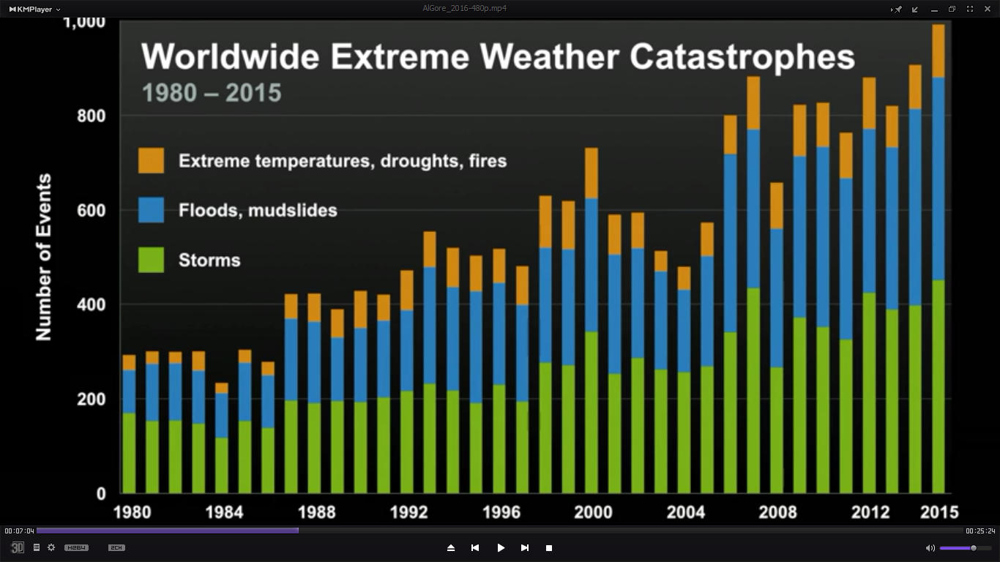 KMPlayer
AlGore_2016-480p.mp4
1,000
Worldwide Extreme Weather Catastrophes
1980 – 2015
800
Extreme temperatures, droughts, fires
600
Floods, mudslides
Storms
400
200
0
Number of Events
1980 1984 1988 1992 1996 2000 2004 2008 2012 2015
00:07:04 00:25:24
3D H264 2CH